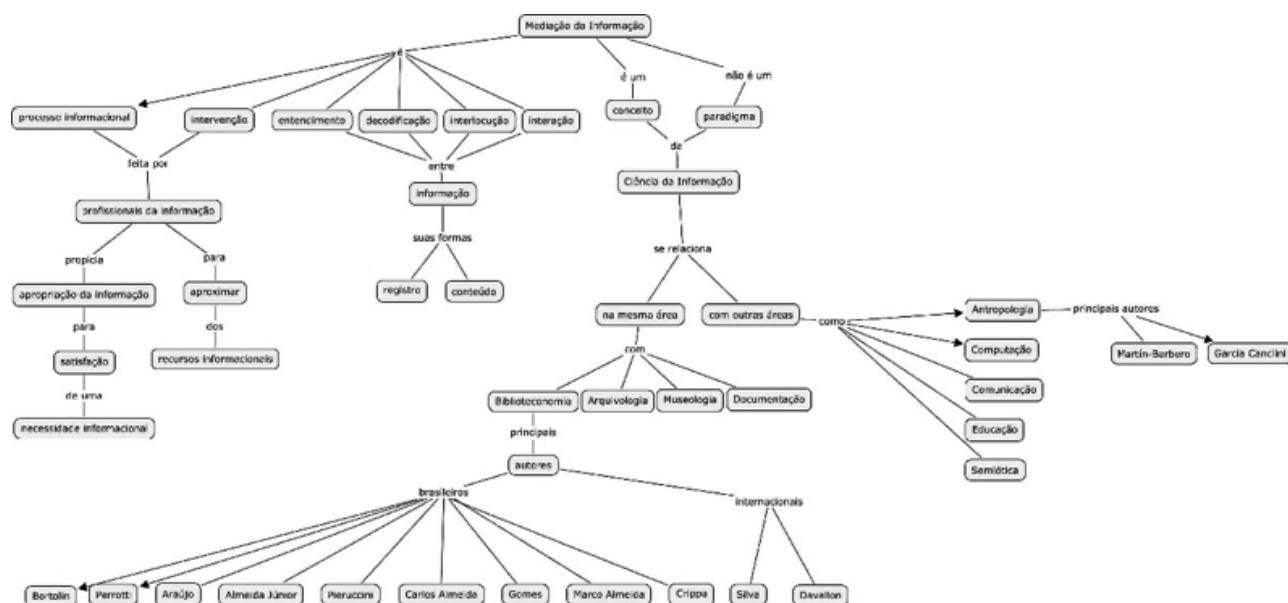 Mediação da Informação
é
é um
não é um
processo informacional
intervenção
entencimento
decodificação
interlocução
interação
conceito
paradigma
feita por
entre
da
profissionais da informação
informação
Ciência da Informação
propicia
para
suas formas
se relaciona
apropriação da informação
aproximar
registro
conteúdo
na mesma área
com outras áreas
como
Antropologia
principais autores
para
dos
Computação
Martín-Barbero
García Canclini
satisfação
recursos informacionais
com
Comunicação
de uma
Biblioteconomia
Arquivologia
Museologia
Documentação
necessidade informacional
principais
Educação
autores
Semiótica
brasileiros
internacionais
Bortolin
Perrotti
Araújo
Almeida Júnior
Pieruccini
Carlos Almeida
Gomes
Marco Almeida
Crippa
Silva
Davallon